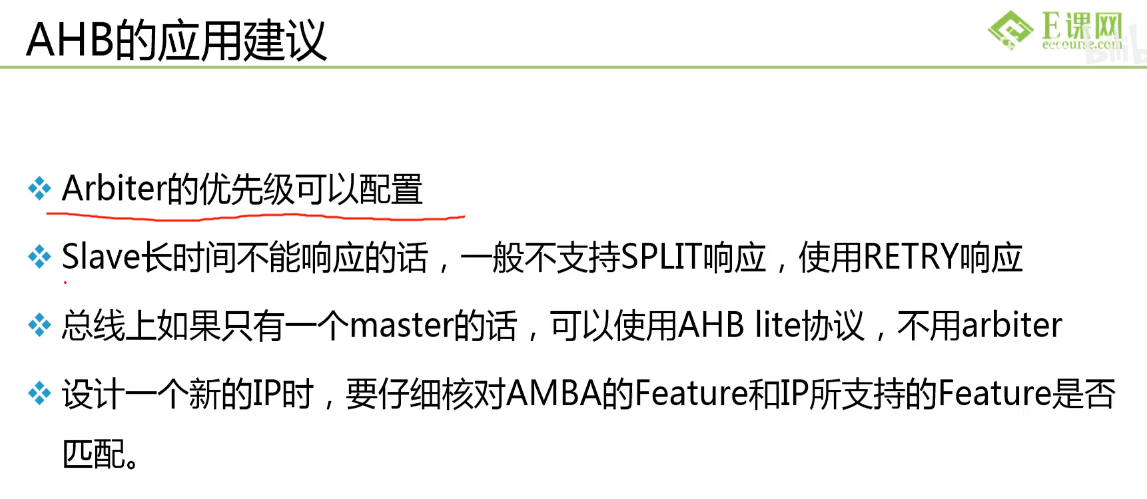 AHB的应用建议
E课网
eecourse.com
Arbiter的优先级可以配置
Slave长时间不能响应的话，一般不支持SPLIT响应，使用RETRY响应
总线上如果只有一个master的话，可以使用AHB lite协议，不用arbiter
设计一个新的IP时，要仔细核对AMBA的Feature和IP所支持的Feature是否
匹配。